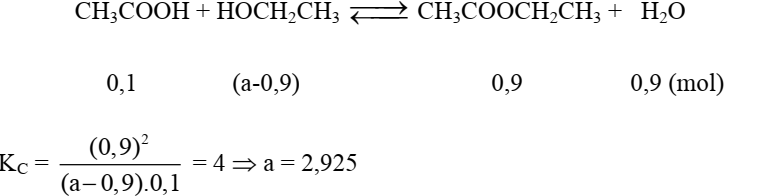 CH₃COOH + HOCH₂CH₃ ⇌ CH₃COOCH₂CH₃ + H₂O
0,1 (a-0,9) 0,9 0,9 (mol)
K_C = (0,9)² / (a−0,9).0,1 = 4 ⇒ a = 2,925